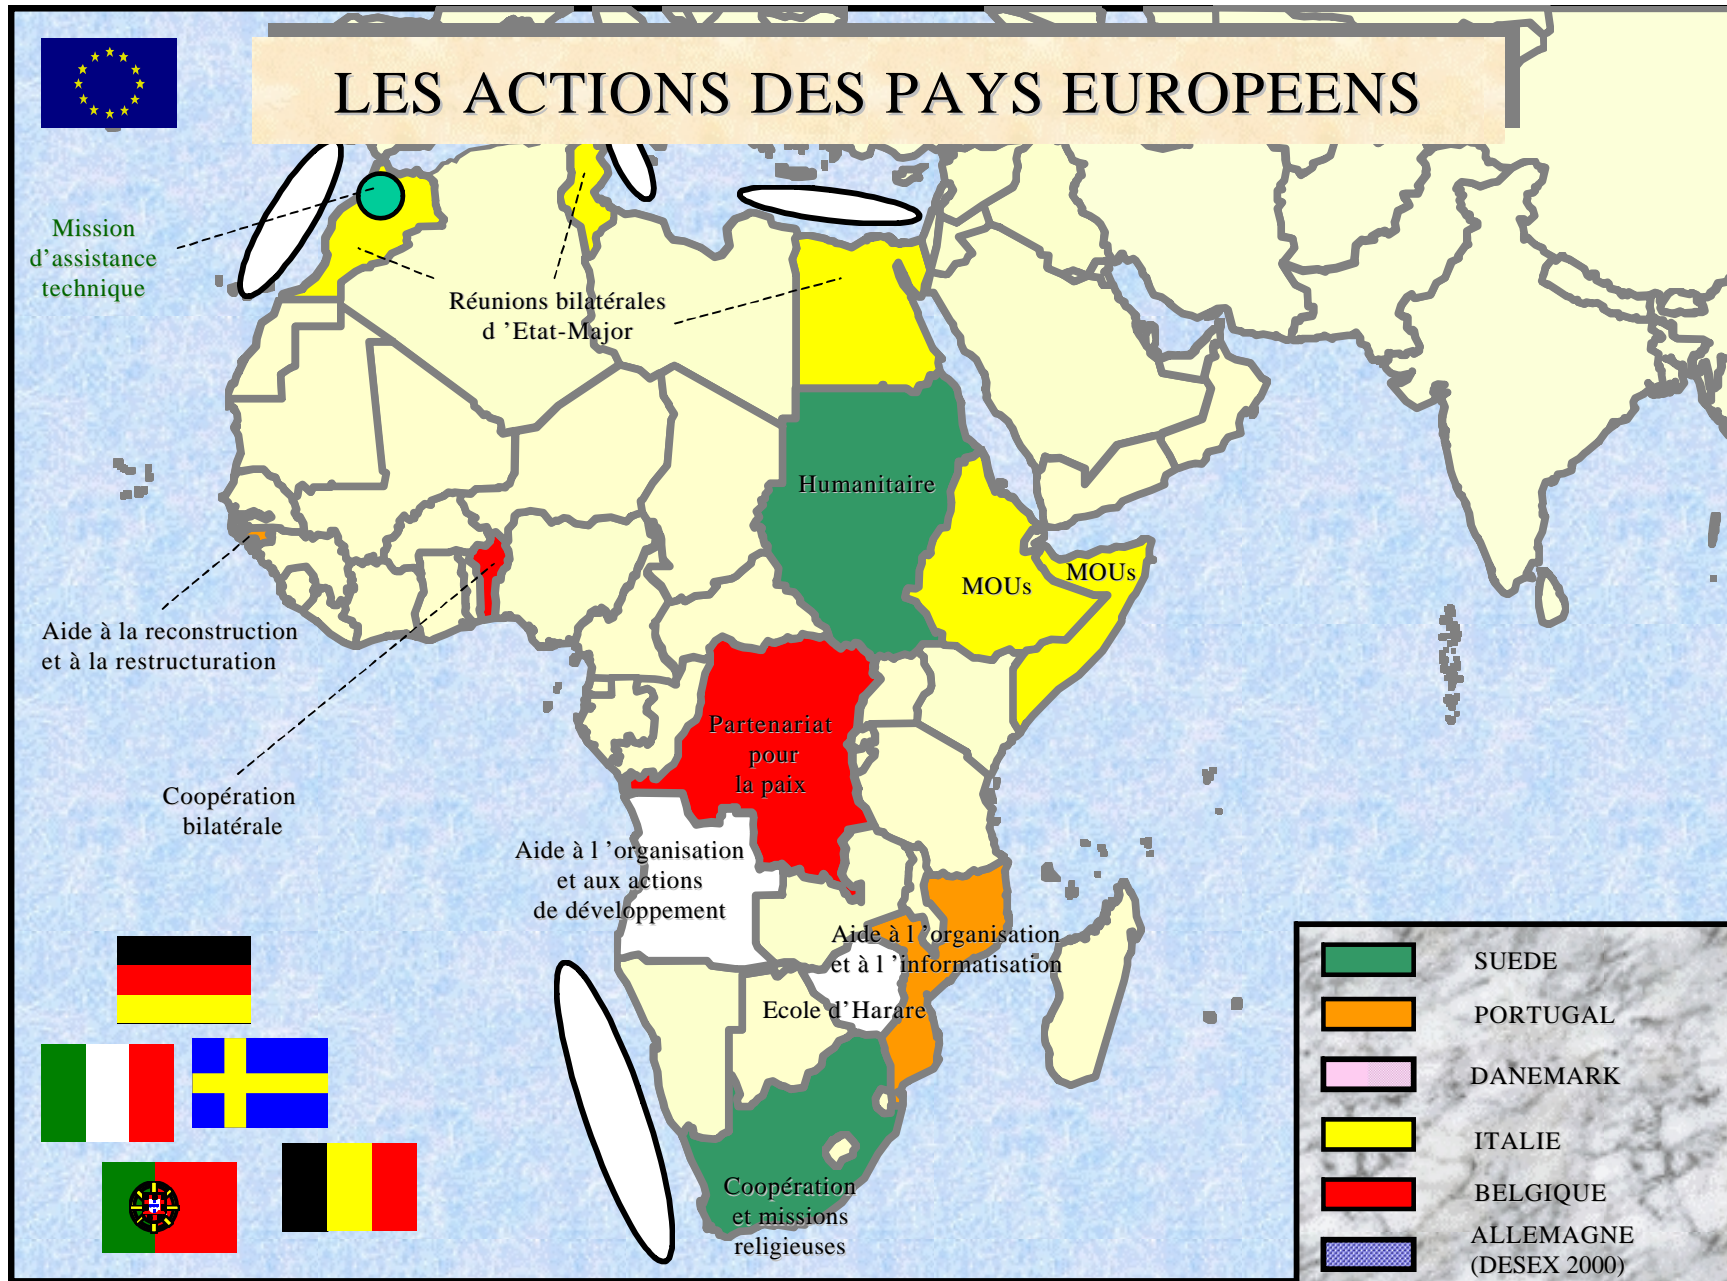 LES ACTIONS DES PAYS EUROPEENS
Mission
d’assistance
technique
Réunions bilatérales
d ’Etat-Major
Humanitaire
MOUs
MOUs
Aide à la reconstruction
et à la restructuration
Partenariat
pour
la paix
Coopération
bilatérale
Aide à l ’organisation
et aux actions
de développement
Aide à l ’organisation
et à l ’informatisation
Ecole d’Harare
Coopération
et missions
religieuses
SUEDE
PORTUGAL
DANEMARK
ITALIE
BELGIQUE
ALLEMAGNE
(DESEX 2000)